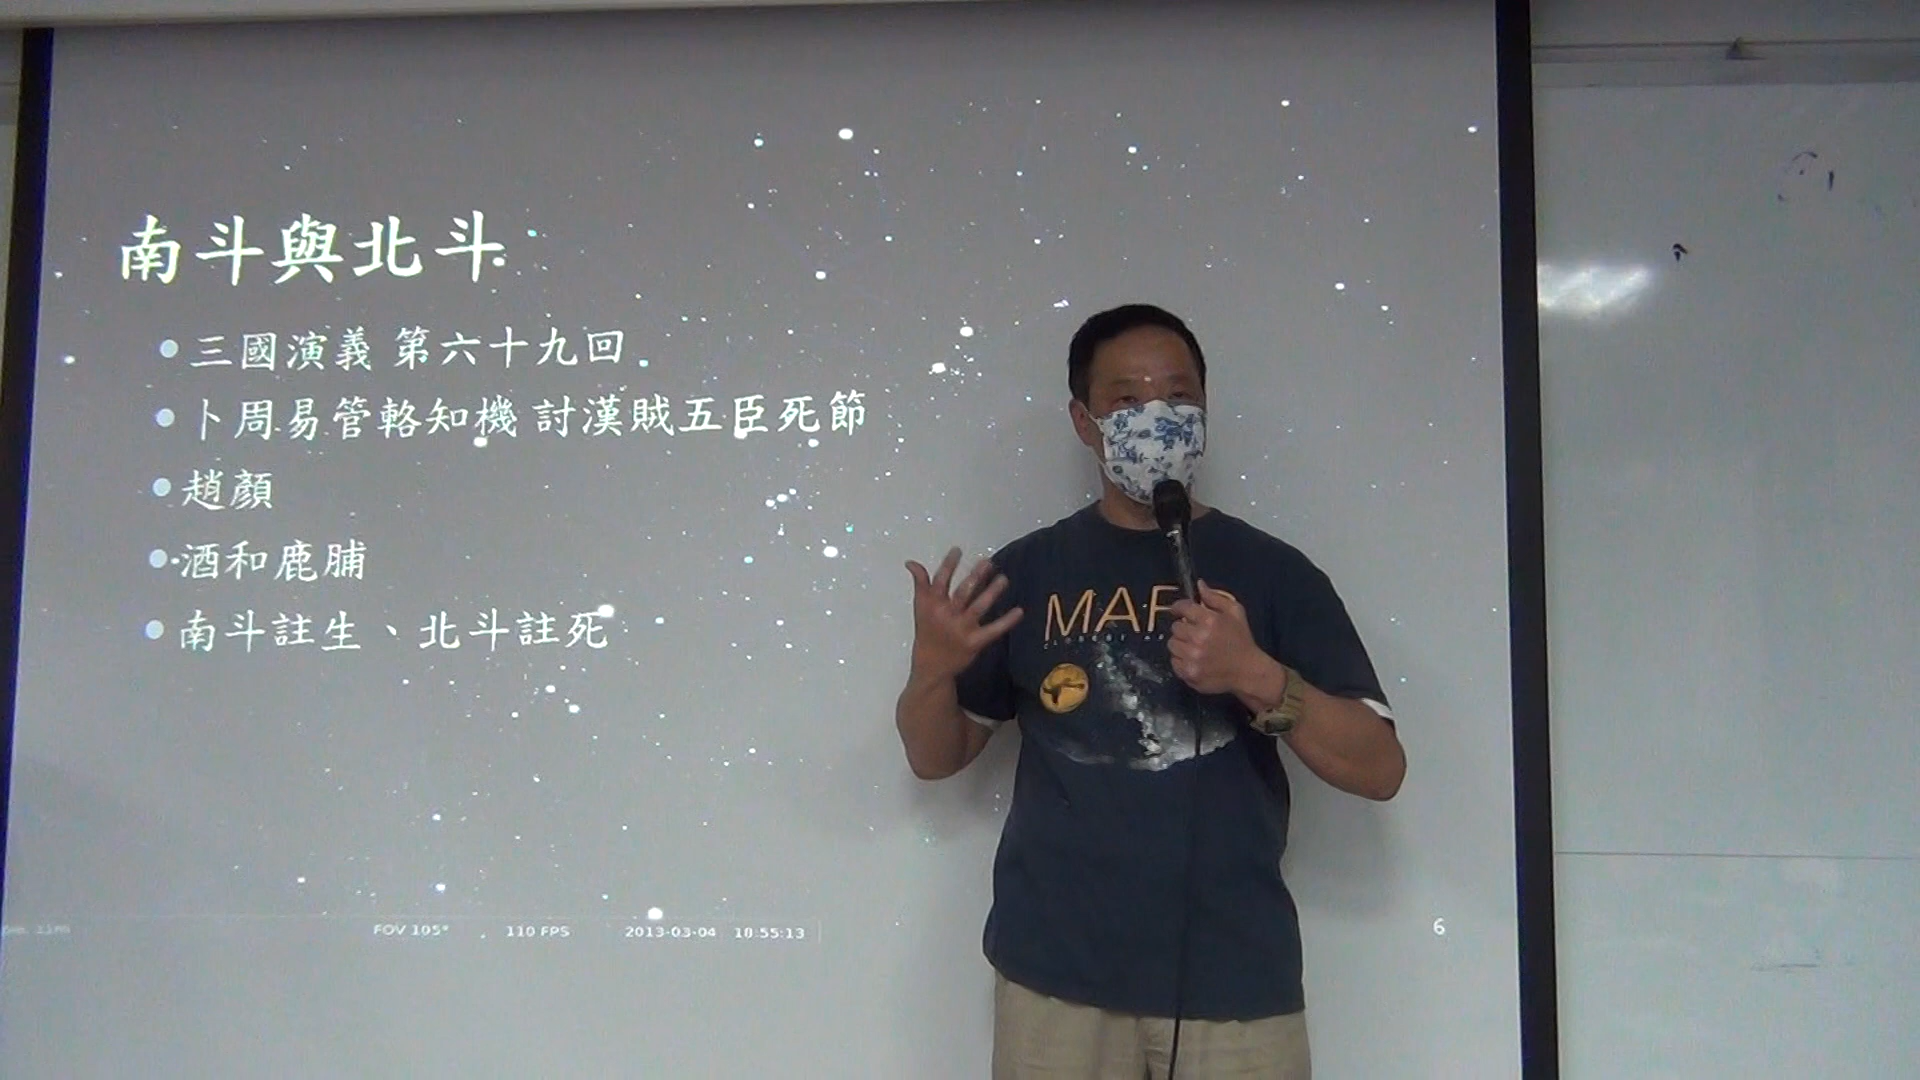 南斗與北斗
•三國演義 第六十九回
•卜周易管輅知機 討漢賊五臣死節
•趙顏
•酒和鹿脯
•南斗註生、北斗註死
FOV 195° 110 FPS 2013-03-04 18:55:13
6